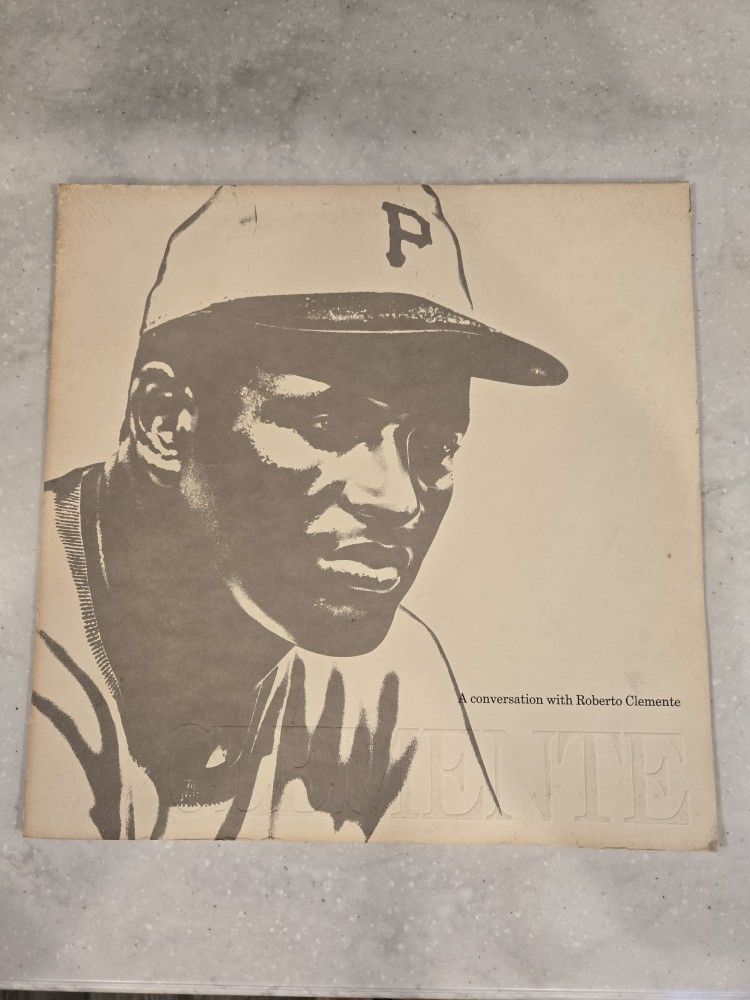 P
A conversation with Roberto Clemente
CLEMENTE